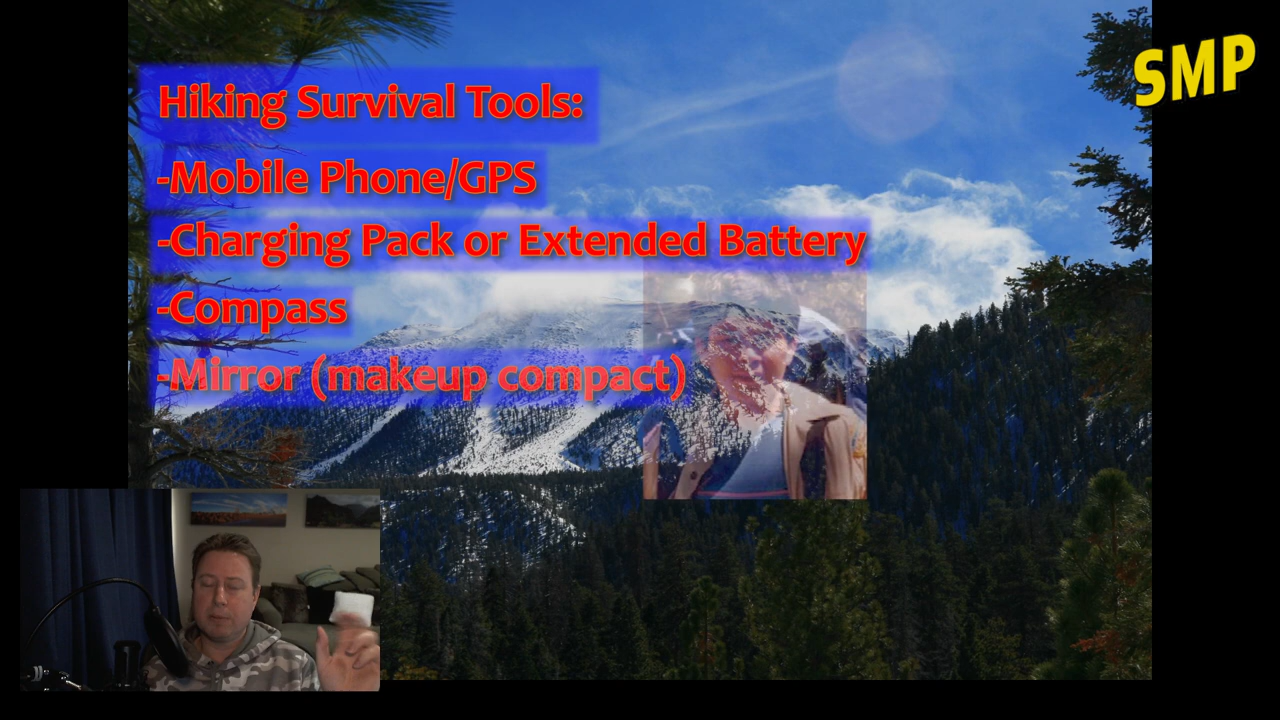 SMP
Hiking Survival Tools:
-Mobile Phone/GPS
-Charging Pack or Extended Battery
-Compass
-Mirror (makeup compact)